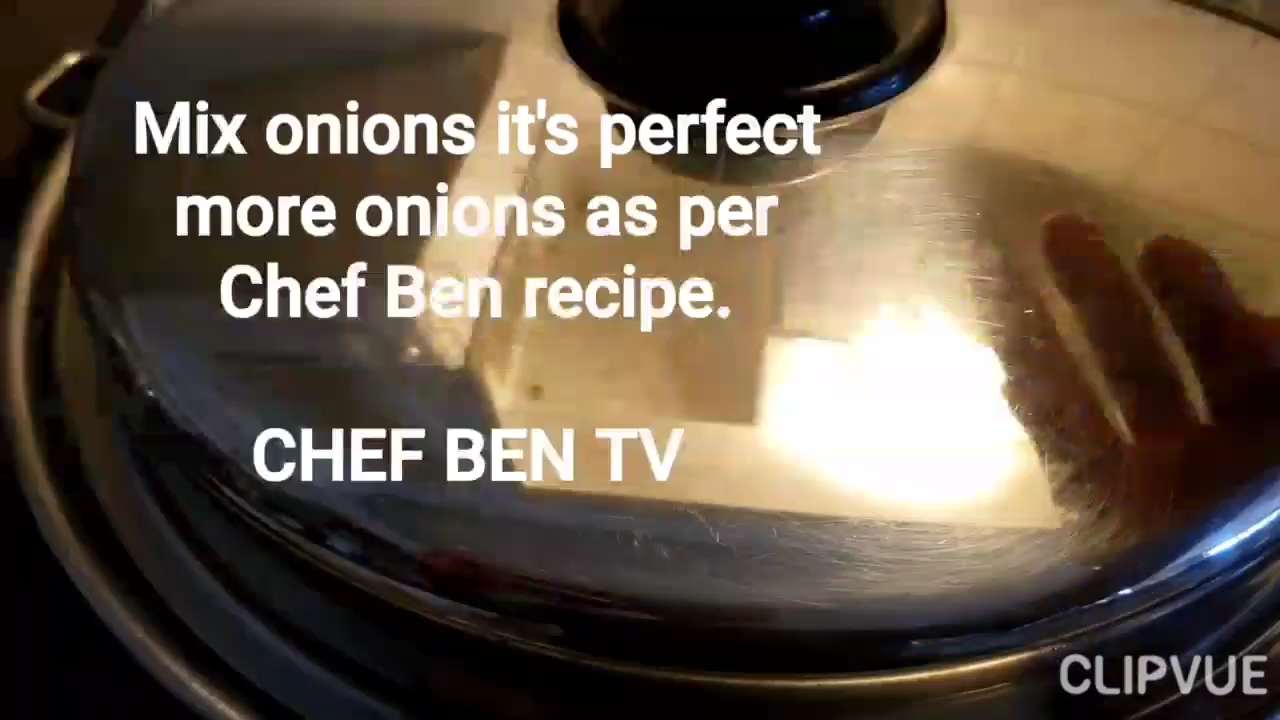 Mix onions it's perfect
more onions as per
Chef Ben recipe.
CHEF BEN TV
CLIPVUE